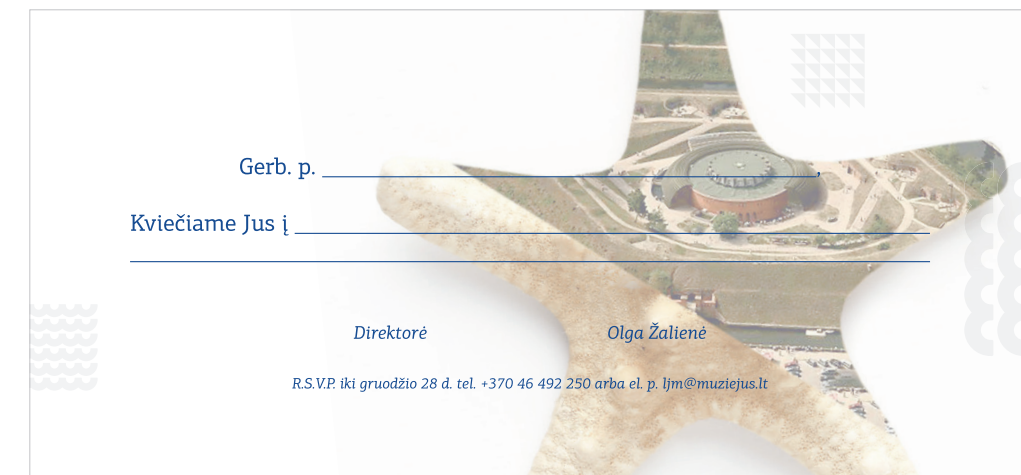 Gerb. p. ,
Kviečiame Jus į
Direktorė Olga Žalienė
R.S.V.P. iki gruodžio 28 d. tel. +370 46 492 250 arba el. p. ljm@muziejus.lt